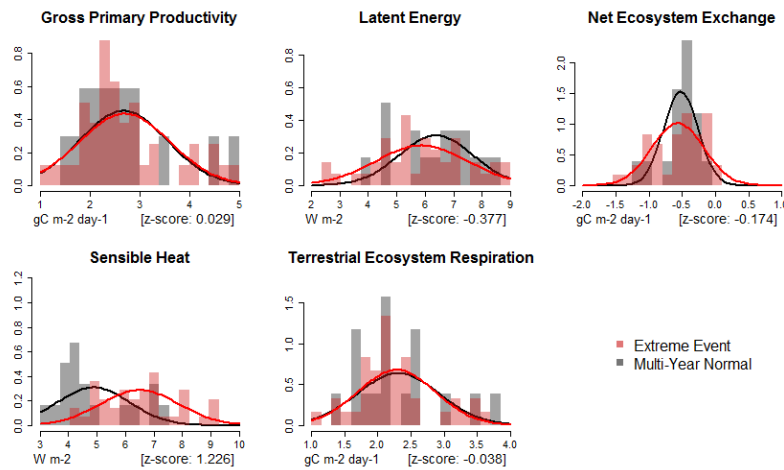 Gross Primary Productivity
0.0 0.2 0.4 0.6 0.8
1 2 3 4 5
gC m-2 day-1 [z-score: 0.029]
Latent Energy
0.0 0.2 0.4 0.6 0.8
2 3 4 5 6 7 8 9
W m-2 [z-score: -0.377]
Net Ecosystem Exchange
0.0 0.5 1.0 1.5 2.0
-2.0 -1.5 -1.0 -0.5 0.0 0.5 1.0
gC m-2 day-1 [z-score: -0.174]
Sensible Heat
0.0 0.2 0.4 0.6 0.8 1.0 1.2
3 4 5 6 7 8 9 10
W m-2 [z-score: 1.226]
Terrestrial Ecosystem Respiration
0.0 0.5 1.0 1.5
1.0 1.5 2.0 2.5 3.0 3.5 4.0
gC m-2 day-1 [z-score: -0.038]
Extreme Event
Multi-Year Normal